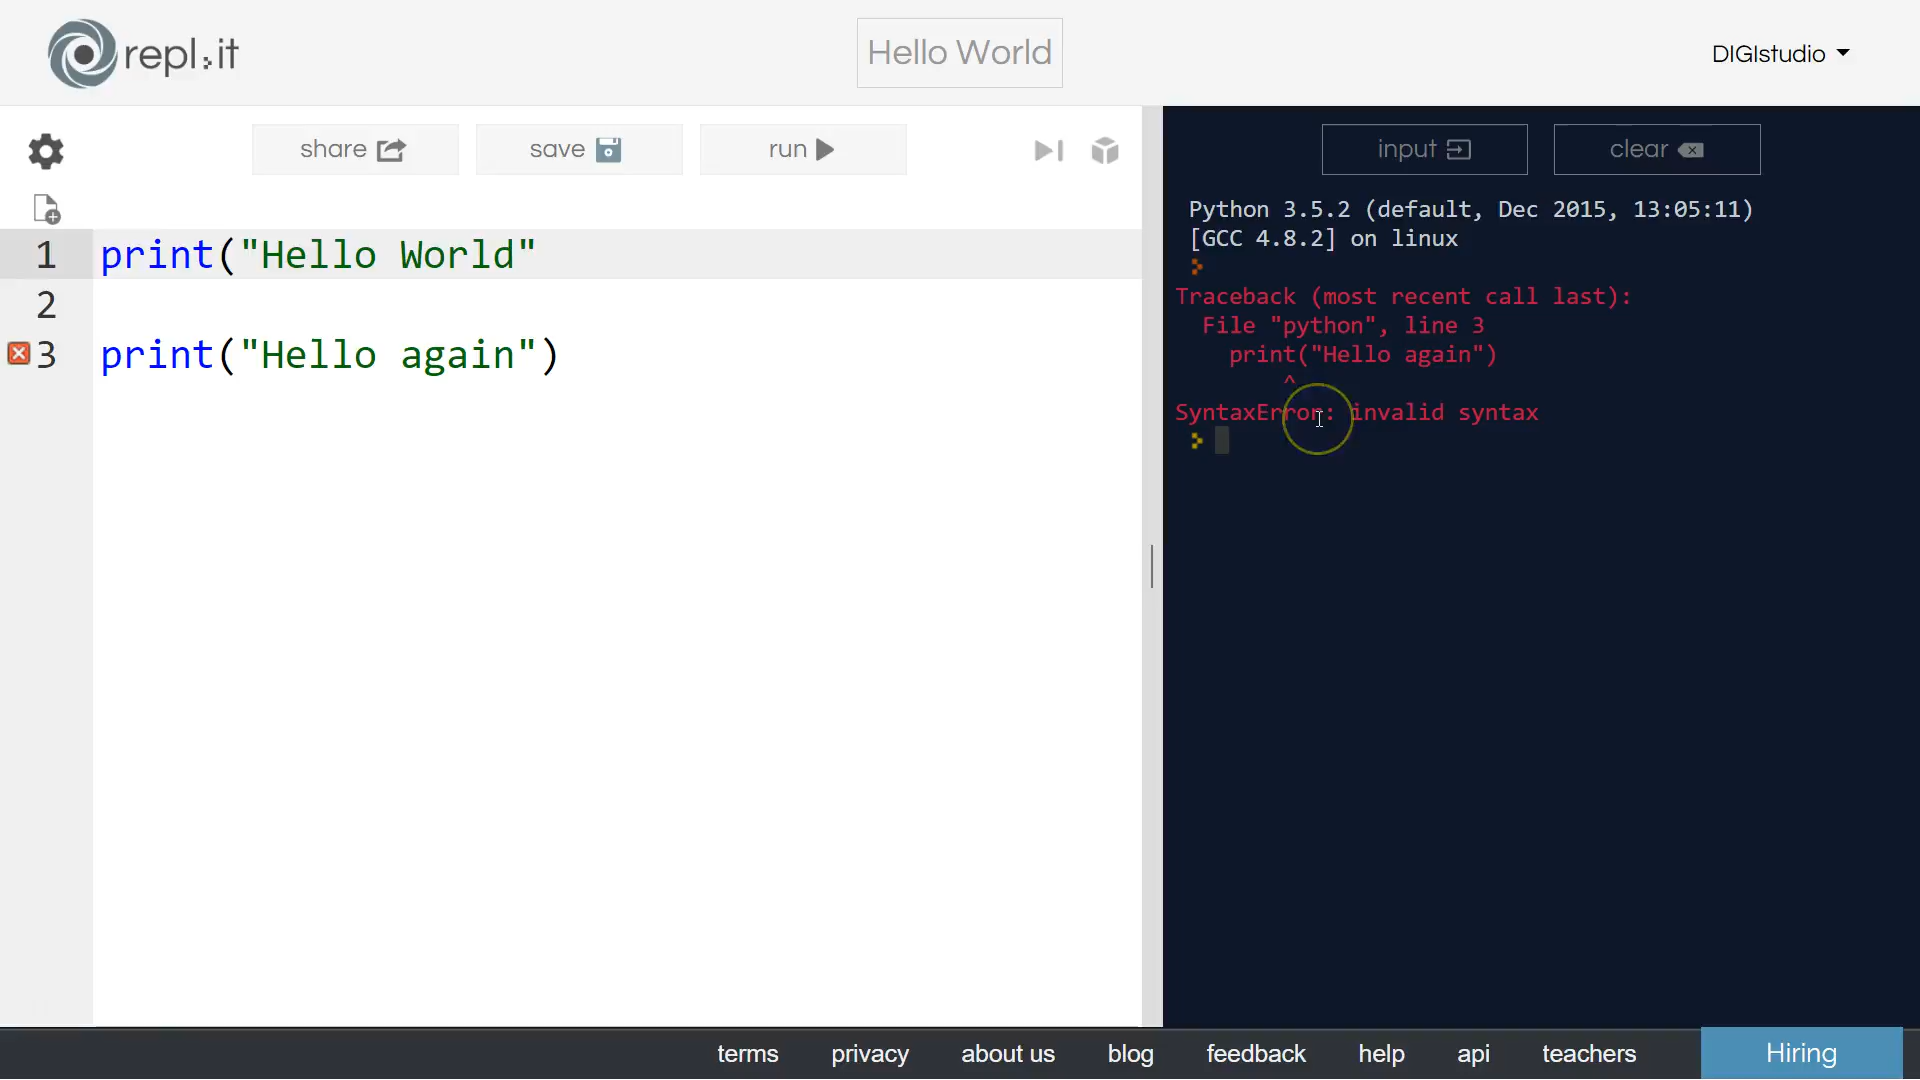 repl.it
Hello World
DIGIstudio
share
save
run
input
clear
1 print("Hello World"
2
3 print("Hello again")
Python 3.5.2 (default, Dec 2015, 13:05:11)
[GCC 4.8.2] on linux
Traceback (most recent call last):
File "python", line 3
print("Hello again")
^
SyntaxError: invalid syntax
terms
privacy
about us
blog
feedback
help
api
teachers
Hiring